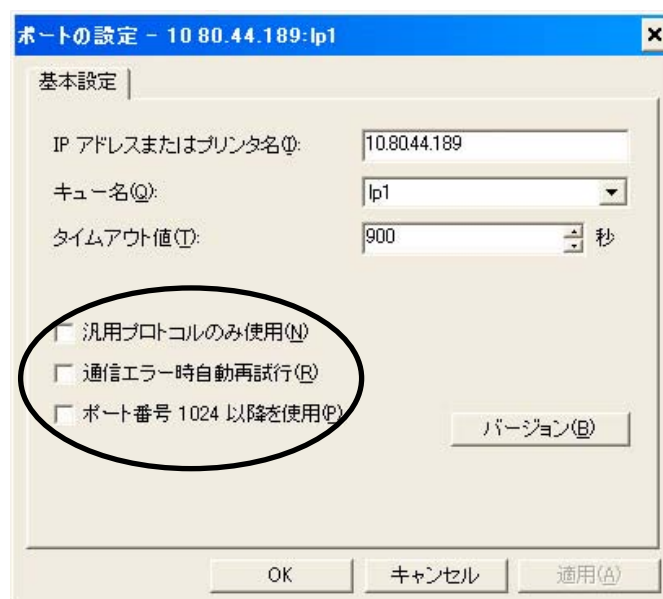 ポートの設定 - 10 80.44.189:lp1
基本設定
IP アドレスまたはプリンタ名(I): 10.80.44.189
キュー名(Q): lp1
タイムアウト値(T): 900 秒
汎用プロトコルのみ使用(N)
通信エラー時自動再試行(R)
ポート番号 1024 以降を使用(P)
バージョン(B)
OK キャンセル 適用(A)